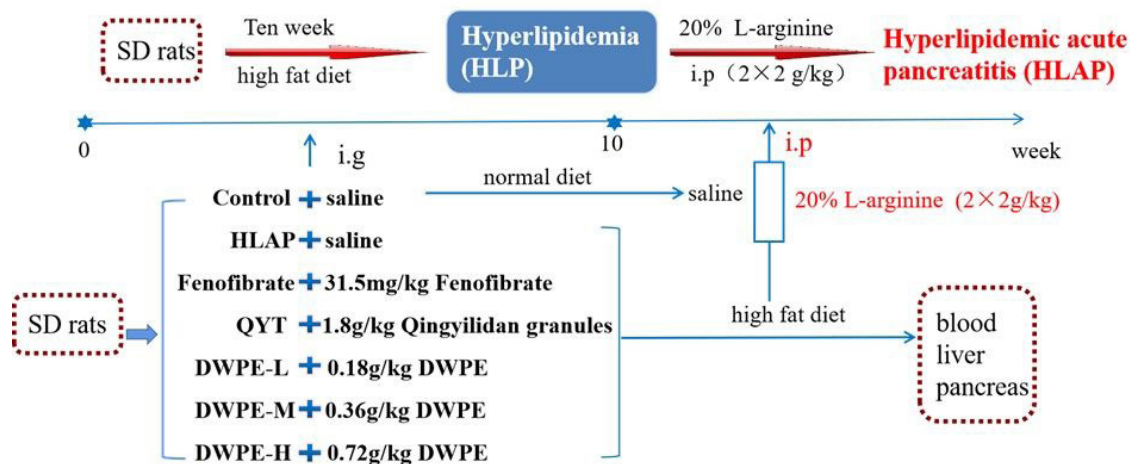 SD rats
Ten week
high fat diet
Hyperlipidemia
(HLP)
20% L-arginine
i.p（2×2 g/kg）
Hyperlipidemic acute
pancreatitis (HLAP)
0
10
week
i.g
i.p
Control + saline
normal diet
saline
20% L-arginine (2×2g/kg)
HLAP + saline
Fenofibrate + 31.5mg/kg Fenofibrate
QYT + 1.8g/kg Qingyilidan granules
DWPE-L + 0.18g/kg DWPE
DWPE-M + 0.36g/kg DWPE
DWPE-H + 0.72g/kg DWPE
SD rats
high fat diet
blood
liver
pancreas